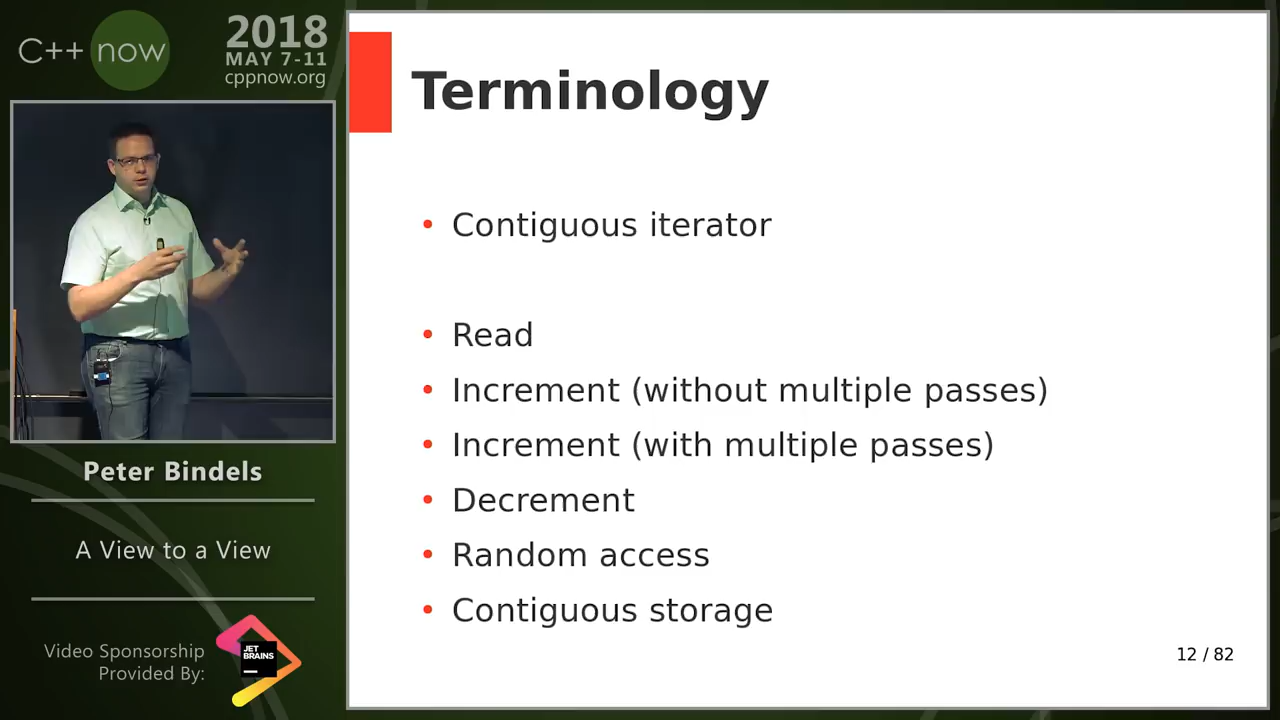 C++ now
2018
MAY 7-11
cppnow.org
Terminology
• Contiguous iterator
• Read
• Increment (without multiple passes)
• Increment (with multiple passes)
• Decrement
• Random access
• Contiguous storage
12 / 82
Peter Bindels
A View to a View
Video Sponsorship
Provided By:
JET
BRAINS